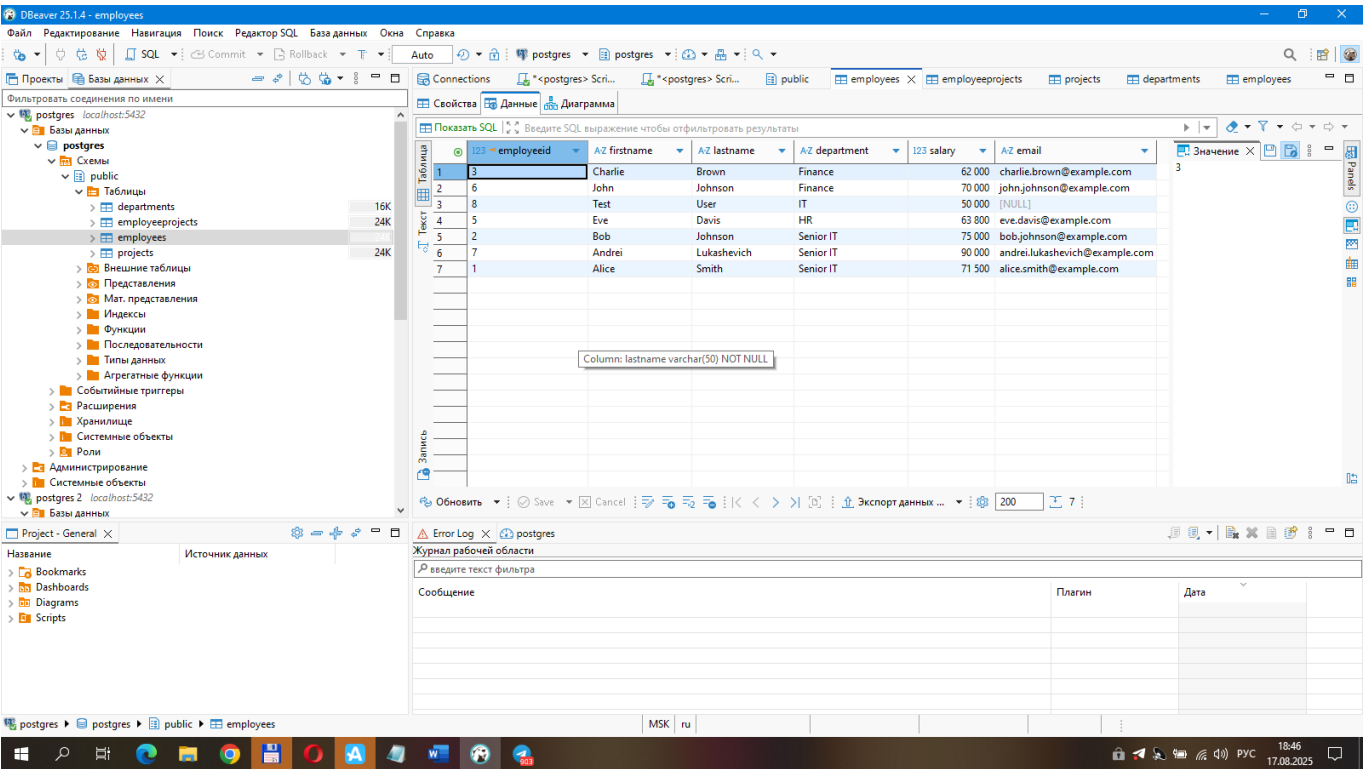 DBeaver 25.1.4 - employees
Файл Редактирование Навигация Поиск Редактор SQL База данных Окна Справка
SQL Commit Rollback T Auto postgres postgres
Проекты Базы данных
Connections *<postgres> Scri... *<postgres> Scri... public employees employeeprojects projects departments employees
Фильтровать соединения по имени
Свойства Данные Диаграмма
postgres localhost:5432
Базы данных
postgres
Схемы
public
Таблицы
departments 16K
employeeprojects 24K
employees
projects 24K
Внешние таблицы
Представления
Мат. представления
Индексы
Функции
Последовательности
Типы данных
Агрегатные функции
Событийные триггеры
Расширения
Хранилище
Системные объекты
Роли
Администрирование
Системные объекты
postgres 2 localhost:5432
Базы данных
Показать SQL Введите SQL выражение чтобы отфильтровать результаты
Таблица
Текст
Запись
123 employeeid A-Z firstname A-Z lastname A-Z department 123 salary A-Z email
1 3 Charlie Brown Finance 62 000 charlie.brown@example.com
2 6 John Johnson Finance 70 000 john.johnson@example.com
3 8 Test User IT 50 000 [NULL]
4 5 Eve Davis HR 63 800 eve.davis@example.com
5 2 Bob Johnson Senior IT 75 000 bob.johnson@example.com
6 7 Andrei Lukashevich Senior IT 90 000 andrei.lukashevich@example.com
7 1 Alice Smith Senior IT 71 500 alice.smith@example.com
Column: lastname varchar(50) NOT NULL
Значение
3
Panels
Обновить Save Cancel Экспорт данных ... 200 7
Project - General
Название Источник данных
Bookmarks
Dashboards
Diagrams
Scripts
Error Log postgres
Журнал рабочей области
введите текст фильтра
Сообщение Плагин Дата
postgres postgres public employees
MSK ru
903
РУС
18:46
17.08.2025